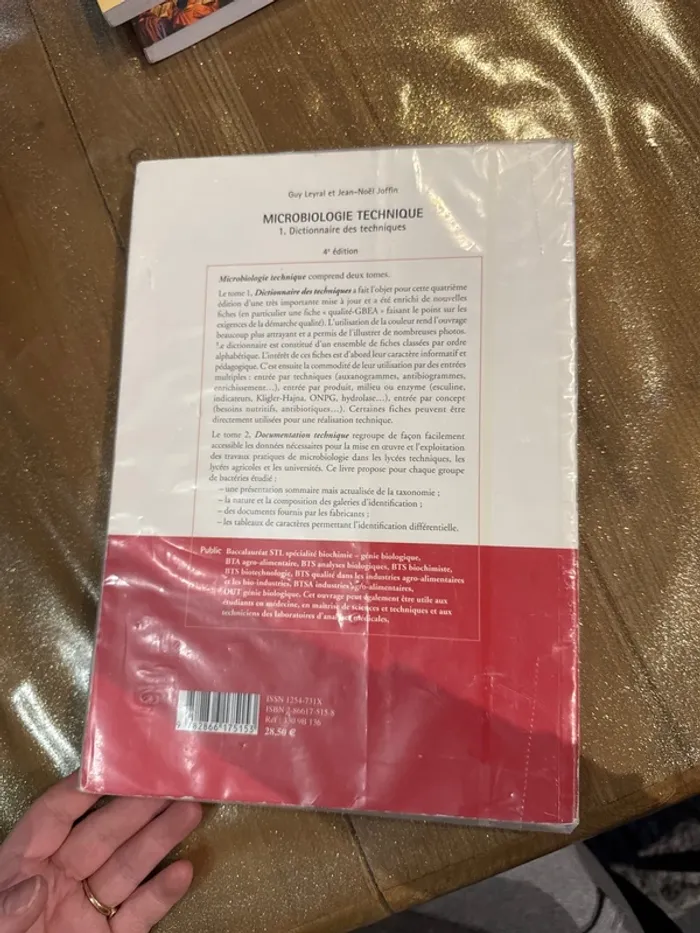 Guy Leyral et Jean-Noël Joffin
MICROBIOLOGIE TECHNIQUE
1. Dictionnaire des techniques
4e édition
Microbiologie technique comprend deux tomes.
Le tome 1, Dictionnaire des techniques a fait l'objet pour cette quatrième
édition d'une très importante mise à jour et a été enrichi de nouvelles
fiches (en particulier une fiche « qualité-GBEA » faisant le point sur les
exigences de la démarche qualité). L'utilisation de la couleur rend l'ouvrage
beaucoup plus attrayant et a permis de l'illustrer de nombreuses photos.
Le dictionnaire est constitué d'un ensemble de fiches classées par ordre
alphabétique. L'intérêt de ces fiches est d'abord leur caractère informatif et
pédagogique. C'est ensuite la commodité de leur utilisation par des entrées
multiples : entrée par techniques (auxanogrammes, antibiogrammes,
enrichissement…), entrée par produit, milieu ou enzyme (esculine,
indicateurs, Kligler-Hajna, ONPG, hydrolase…), entrée par concept
(besoins nutritifs, antibiotiques…). Certaines fiches peuvent être
directement utilisées pour une réalisation technique.
Le tome 2, Documentation technique regroupe de façon facilement
accessible les données nécessaires pour la mise en œuvre et l'exploitation
des travaux pratiques de microbiologie dans les lycées techniques, les
lycées agricoles et les universités. Ce livre propose pour chaque groupe
de bactéries étudié :
– une présentation sommaire mais actualisée de la taxonomie ;
– la nature et la composition des galeries d'identification ;
– des documents fournis par les fabricants ;
– les tableaux de caractères permettant l'identification différentielle.
Public Baccalauréat STL spécialité biochimie – génie biologique,
BTA agro-alimentaire, BTS analyses biologiques, BTS biochimiste,
BTS biotechnologie, BTS qualité dans les industries agro-alimentaires
et les bio-industries, BTSA industries agro-alimentaires,
DUT génie biologique. Cet ouvrage peut également être utile aux
étudiants en médecine, en maîtrise de sciences et techniques et aux
techniciens des laboratoires d'analyses médicales.
ISSN 1254-731X
ISBN 2-86617-515-8
Réf : 3 30 981 136
28,50 €
9 782866 175153